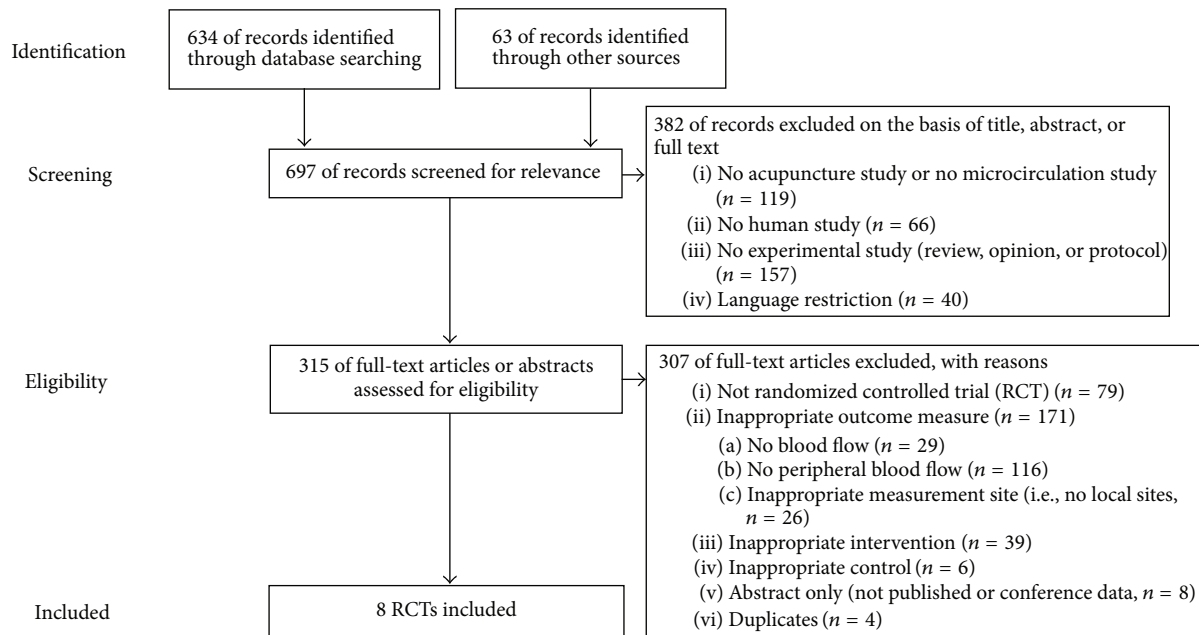 Identification
634 of records identified
through database searching
63 of records identified
through other sources
Screening
697 of records screened for relevance
382 of records excluded on the basis of title, abstract, or
full text
(i) No acupuncture study or no microcirculation study
(n = 119)
(ii) No human study (n = 66)
(iii) No experimental study (review, opinion, or protocol)
(n = 157)
(iv) Language restriction (n = 40)
Eligibility
315 of full-text articles or abstracts
assessed for eligibility
307 of full-text articles excluded, with reasons
(i) Not randomized controlled trial (RCT) (n = 79)
(ii) Inappropriate outcome measure (n = 171)
(a) No blood flow (n = 29)
(b) No peripheral blood flow (n = 116)
(c) Inappropriate measurement site (i.e., no local sites,
n = 26)
(iii) Inappropriate intervention (n = 39)
(iv) Inappropriate control (n = 6)
(v) Abstract only (not published or conference data, n = 8)
(vi) Duplicates (n = 4)
Included
8 RCTs included